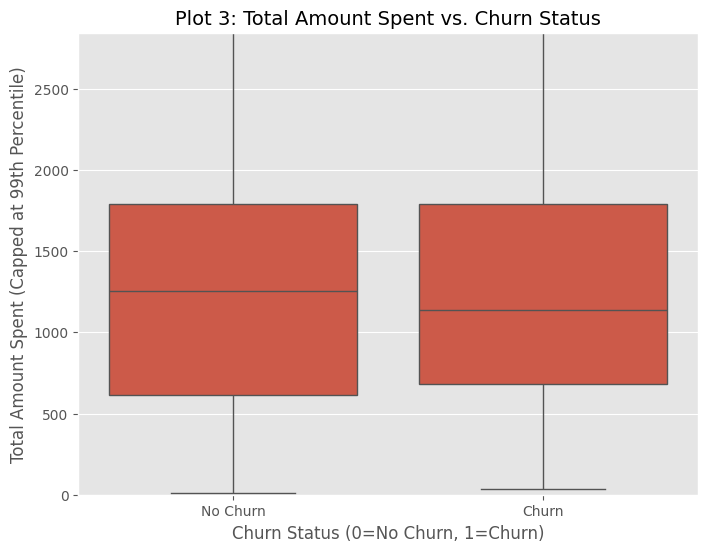 Plot 3: Total Amount Spent vs. Churn Status
Total Amount Spent (Capped at 99th Percentile)
2500
2000
1500
1000
500
0
No Churn
Churn
Churn Status (0=No Churn, 1=Churn)